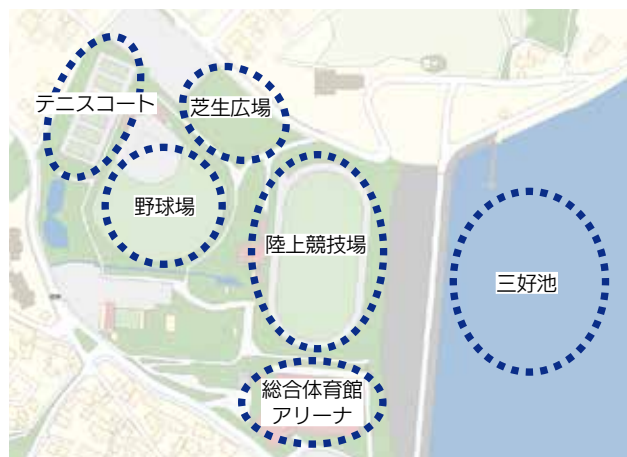 テニスコート
芝生広場
野球場
陸上競技場
三好池
総合体育館
アリーナ